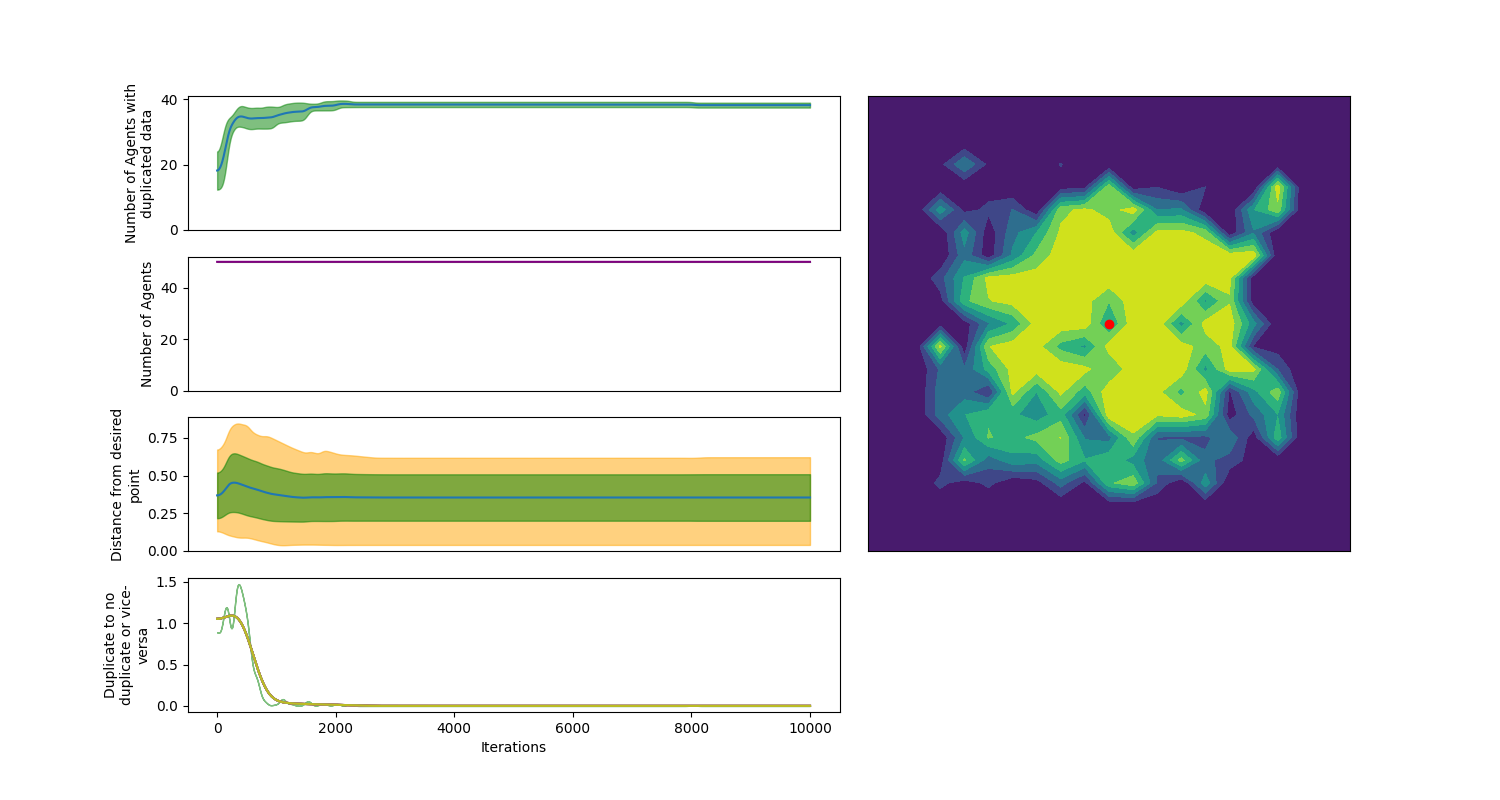 Number of Agents with
duplicated data
40
20
0
Number of Agents
40
20
0
Distance from desired
point
0.75
0.50
0.25
0.00
Duplicate to no
duplicate or vice-
versa
1.5
1.0
0.5
0.0
0 2000 4000 6000 8000 10000
Iterations